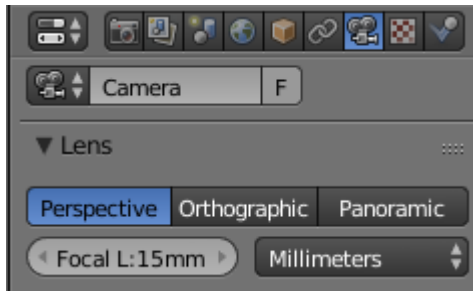 Camera F
Lens
Perspective Orthographic Panoramic
Focal L:15mm Millimeters